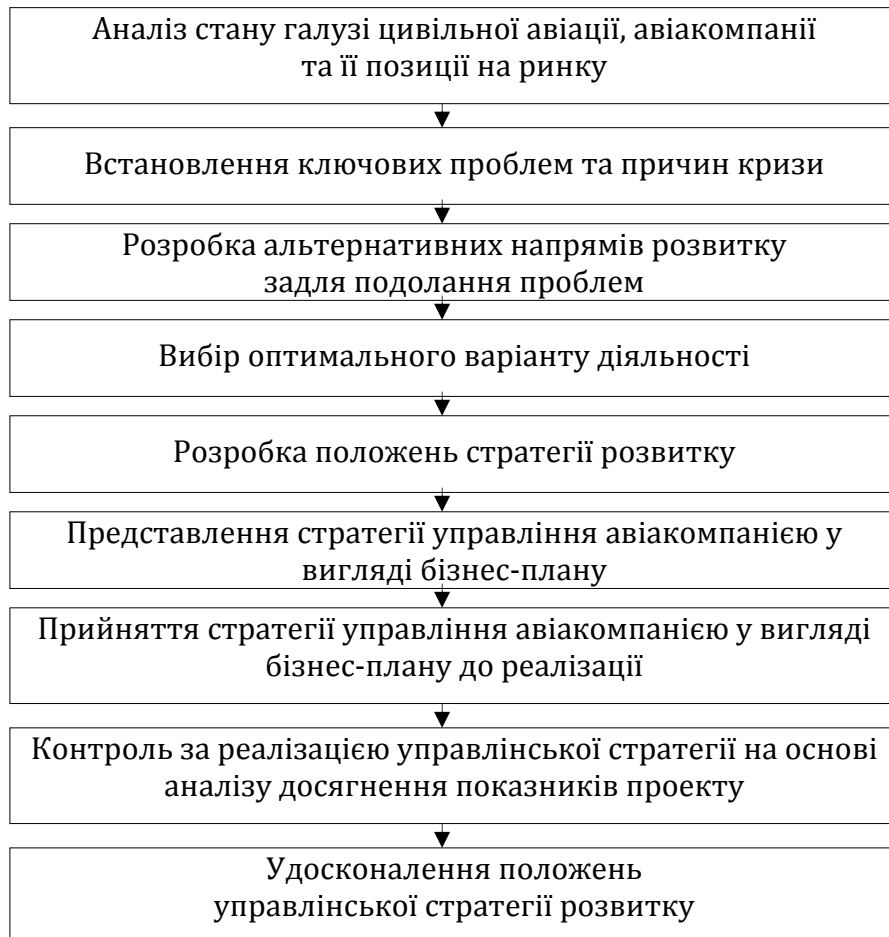 Аналіз стану галузі цивільної авіації, авіакомпанії
та її позиції на ринку
Встановлення ключових проблем та причин кризи
Розробка альтернативних напрямів розвитку
задля подолання проблем
Вибір оптимального варіанту діяльності
Розробка положень стратегії розвитку
Представлення стратегії управління авіакомпанією у
вигляді бізнес-плану
Прийняття стратегії управління авіакомпанією у вигляді
бізнес-плану до реалізації
Контроль за реалізацією управлінської стратегії на основі
аналізу досягнення показників проекту
Удосконалення положень
управлінської стратегії розвитку